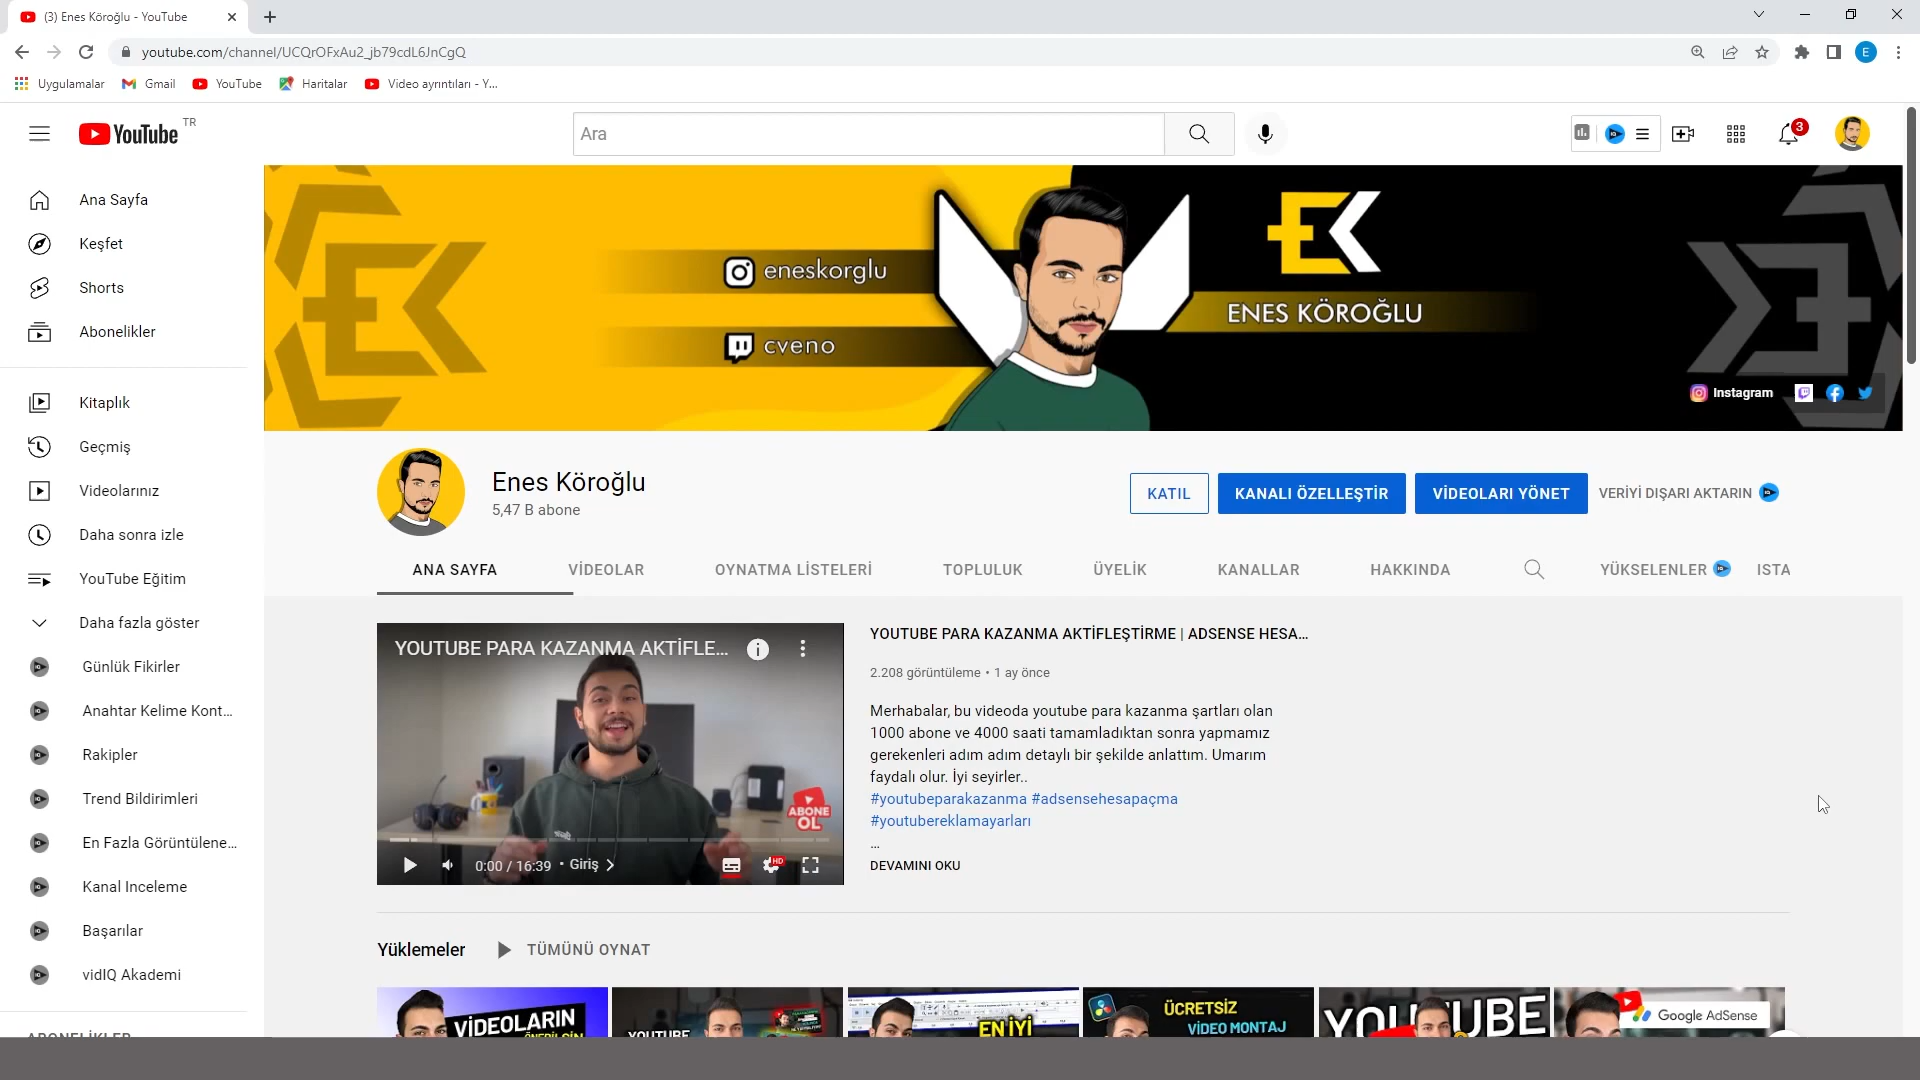 (3) Enes Köroğlu - YouTube
youtube.com/channel/UCQrOFxAu2_jb79cdL6JnCgQ
E
Uygulamalar
Gmail
YouTube
Haritalar
Video ayrıntıları - Y...
YouTube TR
Ara
3
Ana Sayfa
Keşfet
Shorts
Abonelikler
Kitaplık
Geçmiş
Videolarınız
Daha sonra izle
YouTube Eğitim
Daha fazla göster
Günlük Fikirler
Anahtar Kelime Kont...
Rakipler
Trend Bildirimleri
En Fazla Görüntülene...
Kanal Inceleme
Başarılar
vidIQ Akademi
ABONELİKLER
EK
eneskorglu
cveno
EK
ENES KÖROĞLU
Instagram
Enes Köroğlu
5,47 B abone
KATIL
KANALI ÖZELLEŞTİR
VİDEOLARI YÖNET
VERİYİ DIŞARI AKTARIN
ANA SAYFA
VİDEOLAR
OYNATMA LİSTELERİ
TOPLULUK
ÜYELİK
KANALLAR
HAKKINDA
YÜKSELENLER
ISTA
YOUTUBE PARA KAZANMA AKTİFLE...
ABONE
OL
0:00 / 16:39 • Giriş
HD
YOUTUBE PARA KAZANMA AKTİFLEŞTİRME | ADSENSE HESA...
2.208 görüntüleme • 1 ay önce
Merhabalar, bu videoda youtube para kazanma şartları olan
1000 abone ve 4000 saati tamamladıktan sonra yapmamız
gerekenleri adım adım detaylı bir şekilde anlattım. Umarım
faydalı olur. İyi seyirler..
#youtubeparakazanma #adsensehesapaçma
#youtubereklamayarları
...
DEVAMINI OKU
Yüklemeler
TÜMÜNÜ OYNAT
VİDEOLARIN
YOUTUBE
EN İYİ
ÜCRETSİZ
VİDEO MONTAJ
YOUTUBE
Google AdSense